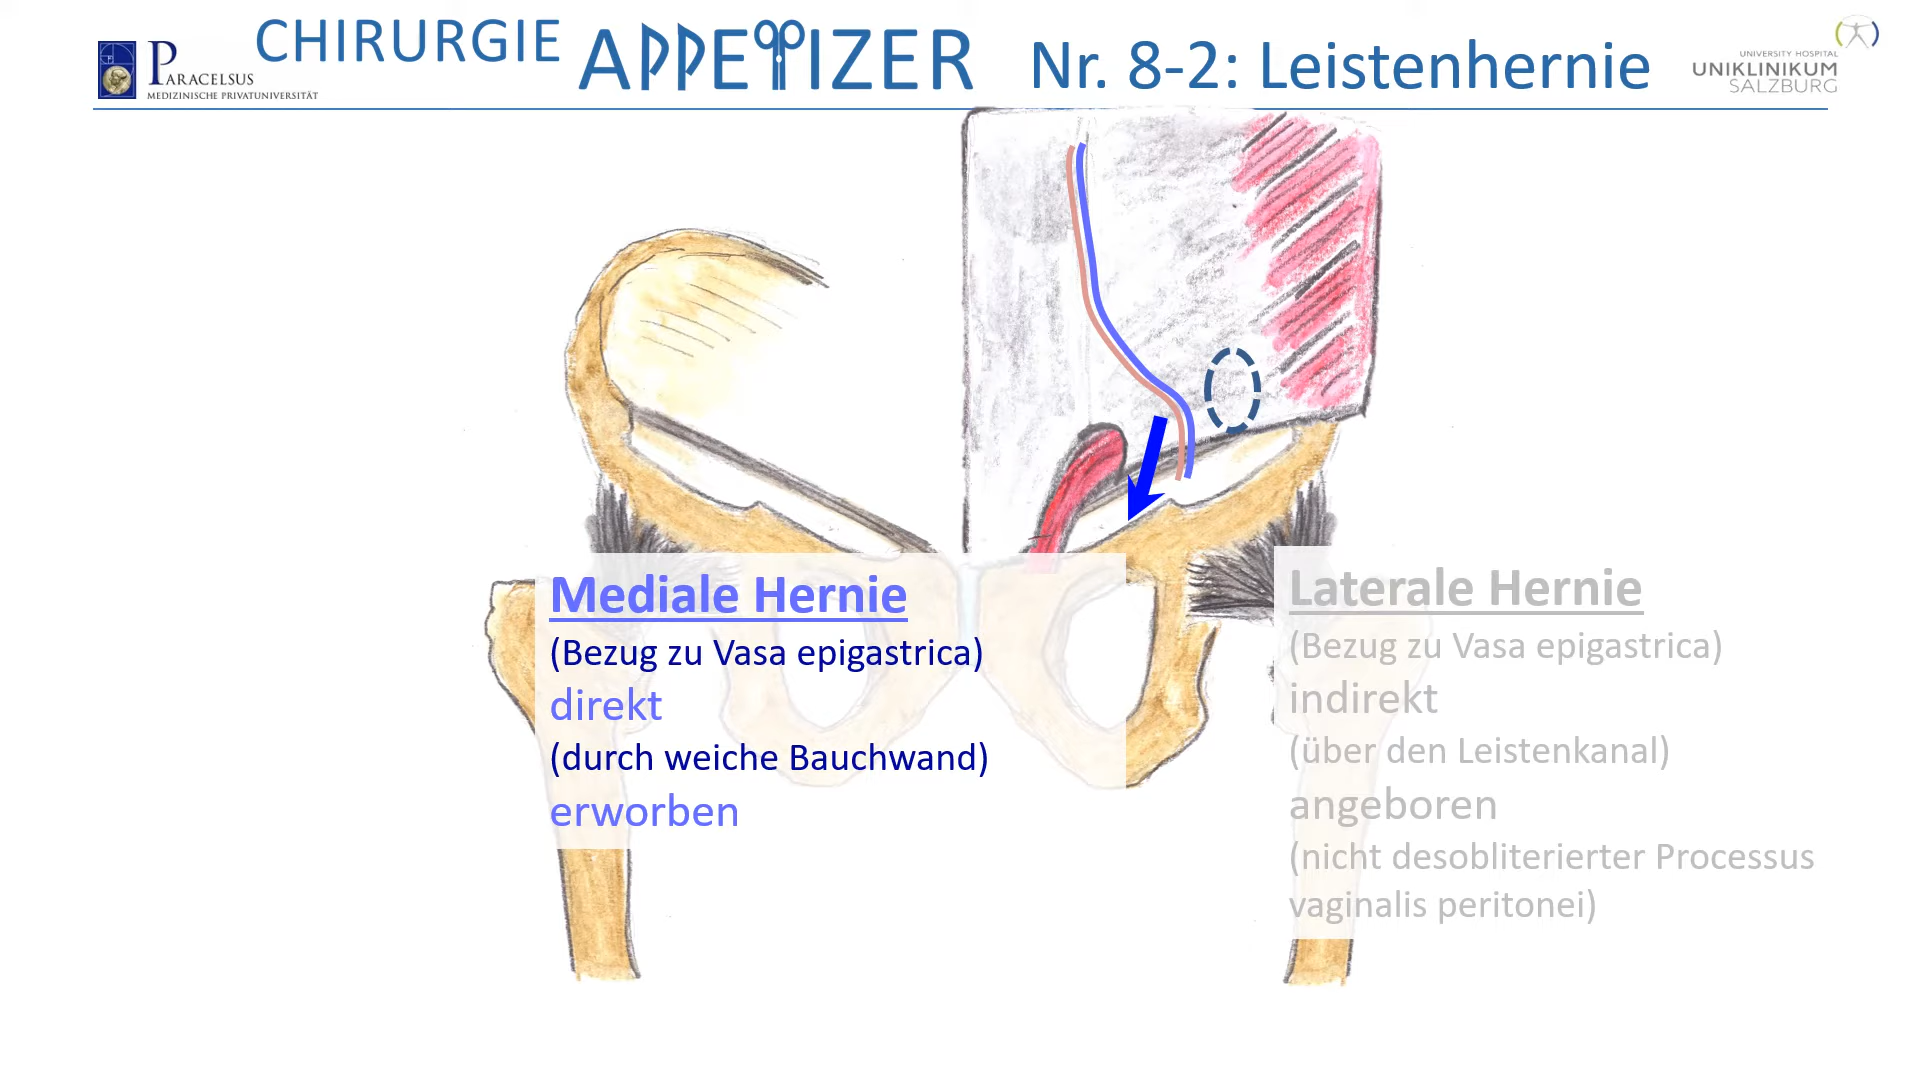 PARACELSUS
MEDIZINISCHE PRIVATUNIVERSITÄT
CHIRURGIE APPETIZER Nr. 8-2: Leistenhernie
UNIVERSITY HOSPITAL
UNIKLINIKUM
SALZBURG
Mediale Hernie
(Bezug zu Vasa epigastrica)
direkt
(durch weiche Bauchwand)
erworben
Laterale Hernie
(Bezug zu Vasa epigastrica)
indirekt
(über den Leistenkanal)
angeboren
(nicht desobliterierter Processus
vaginalis peritonei)